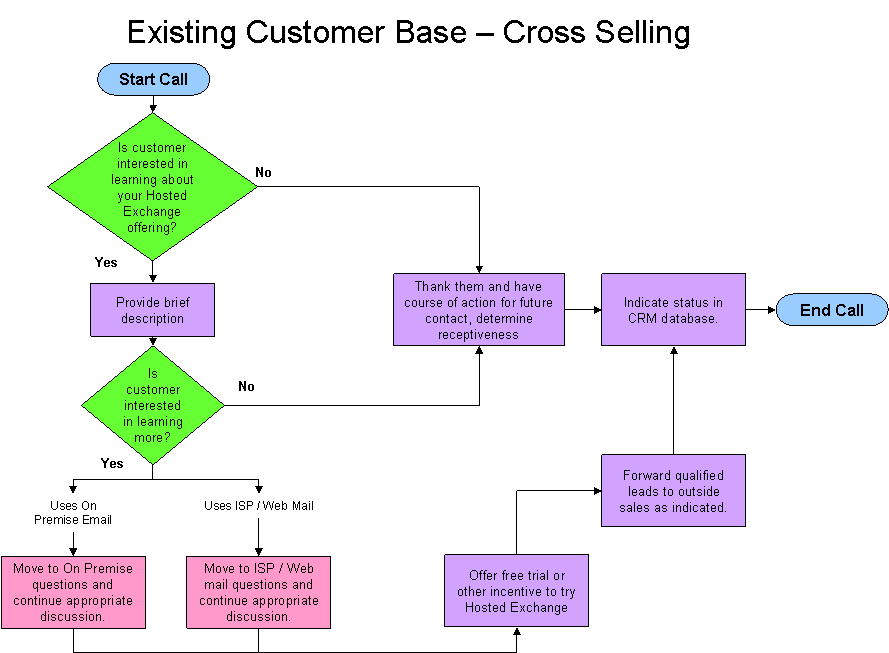 Existing Customer Base – Cross Selling
Start Call
Is customer
interested in
learning about
your Hosted
Exchange
offering?
No
Yes
Provide brief
description
Thank them and have
course of action for future
contact, determine
receptiveness
Indicate status in
CRM database.
End Call
Is
customer
interested
in learning
more?
No
Yes
Uses On
Premise Email
Uses ISP / Web Mail
Move to On Premise
questions and
continue appropriate
discussion.
Move to ISP / Web
mail questions and
continue appropriate
discussion.
Offer free trial or
other incentive to try
Hosted Exchange
Forward qualified
leads to outside
sales as indicated.